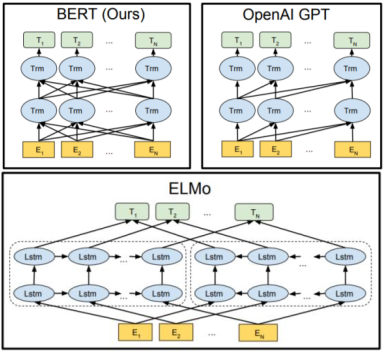 BERT (Ours)
T1 T2 ... TN
Trm Trm ... Trm
Trm Trm ... Trm
E1 E2 ... EN
OpenAI GPT
T1 T2 ... TN
Trm Trm ... Trm
Trm Trm ... Trm
E1 E2 ... EN
ELMo
T1 T2 ... TN
Lstm Lstm ... Lstm Lstm Lstm ... Lstm
Lstm Lstm ... Lstm Lstm Lstm ... Lstm
E1 E2 ... EN